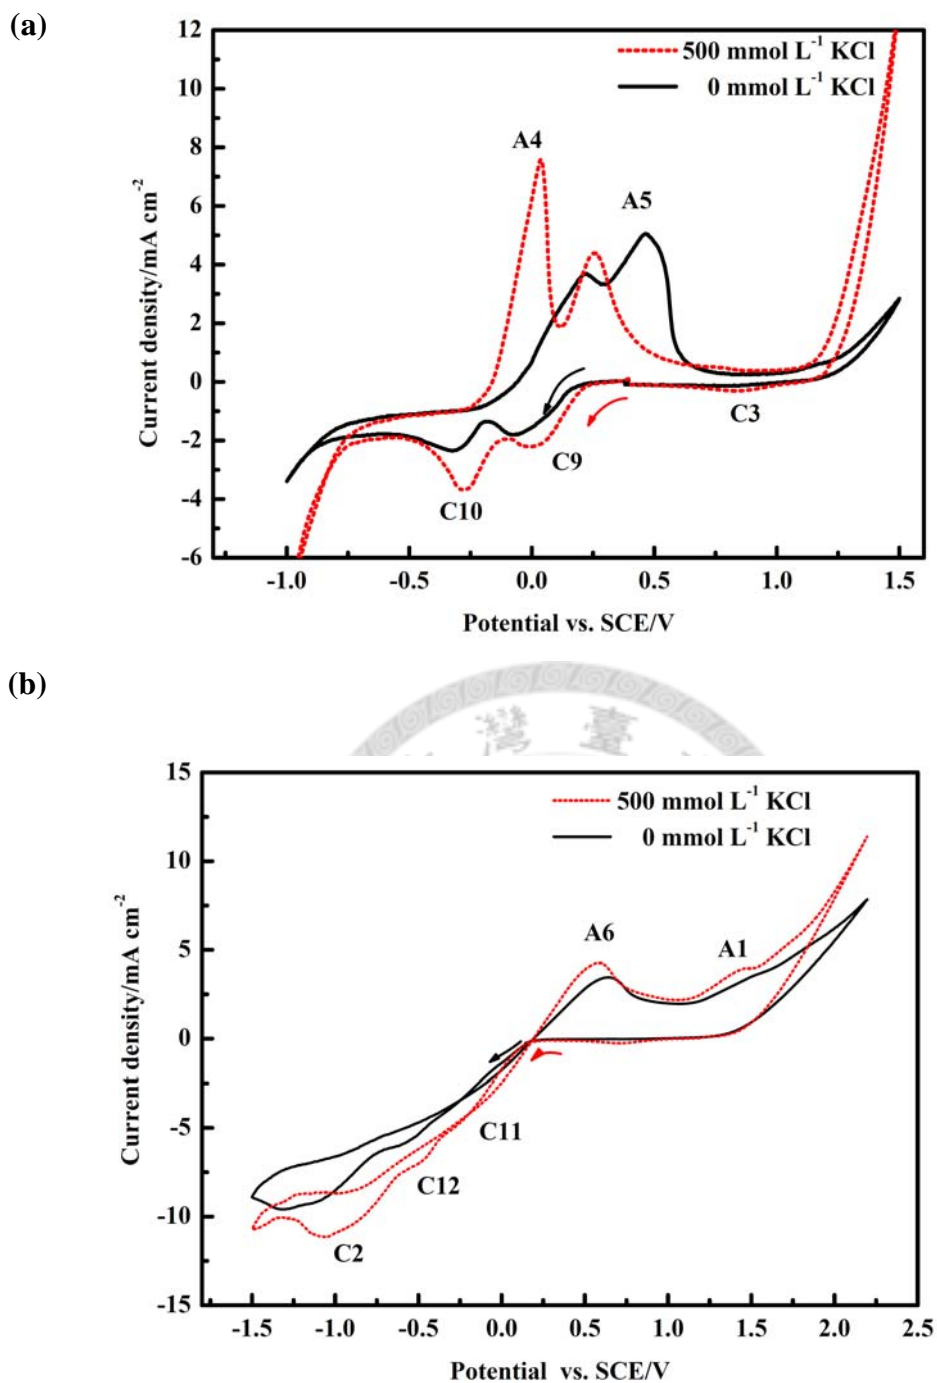 (a)
500 mmol L⁻¹ KCl
0 mmol L⁻¹ KCl
A4
A5
C3
C9
C10
Current density/mA cm⁻²
12
10
8
6
4
2
0
-2
-4
-6
-1.0 -0.5 0.0 0.5 1.0 1.5
Potential vs. SCE/V
(b)
灣 臺
500 mmol L⁻¹ KCl
0 mmol L⁻¹ KCl
A6
A1
C11
C12
C2
Current density/mA cm⁻²
15
10
5
0
-5
-10
-15
-1.5 -1.0 -0.5 0.0 0.5 1.0 1.5 2.0 2.5
Potential vs. SCE/V